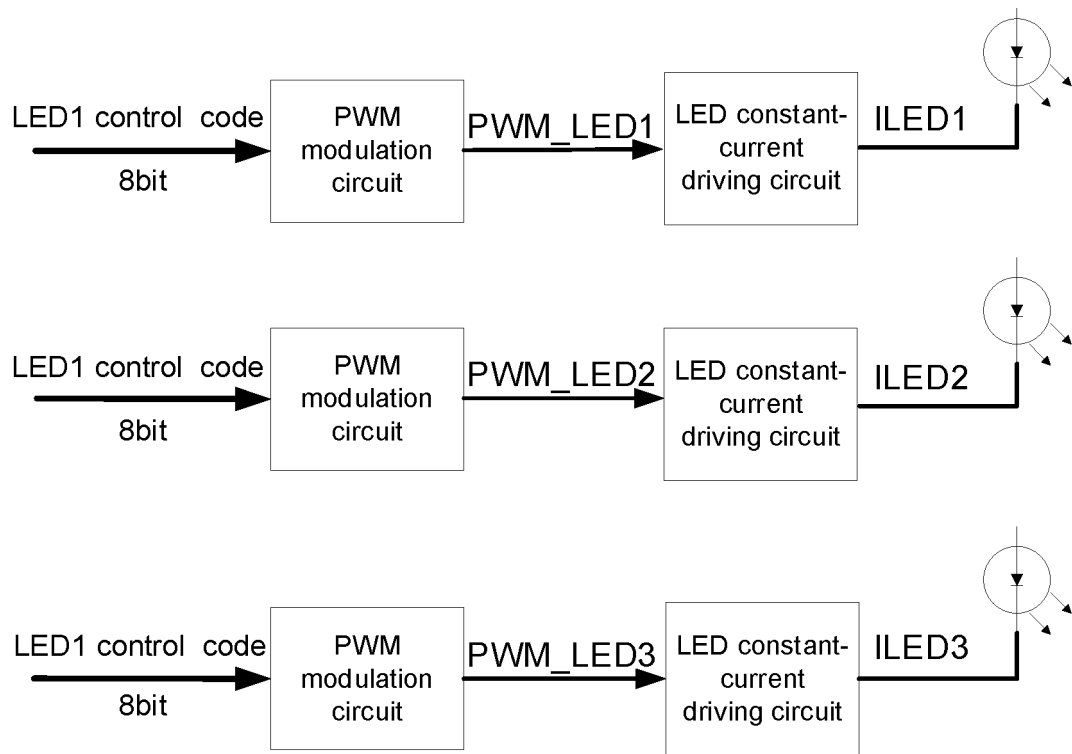 LED1 control code
8bit
PWM
modulation
circuit
PWM_LED1
LED constant-
current
driving circuit
ILED1
LED1 control code
8bit
PWM
modulation
circuit
PWM_LED2
LED constant-
current
driving circuit
ILED2
LED1 control code
8bit
PWM
modulation
circuit
PWM_LED3
LED constant-
current
driving circuit
ILED3